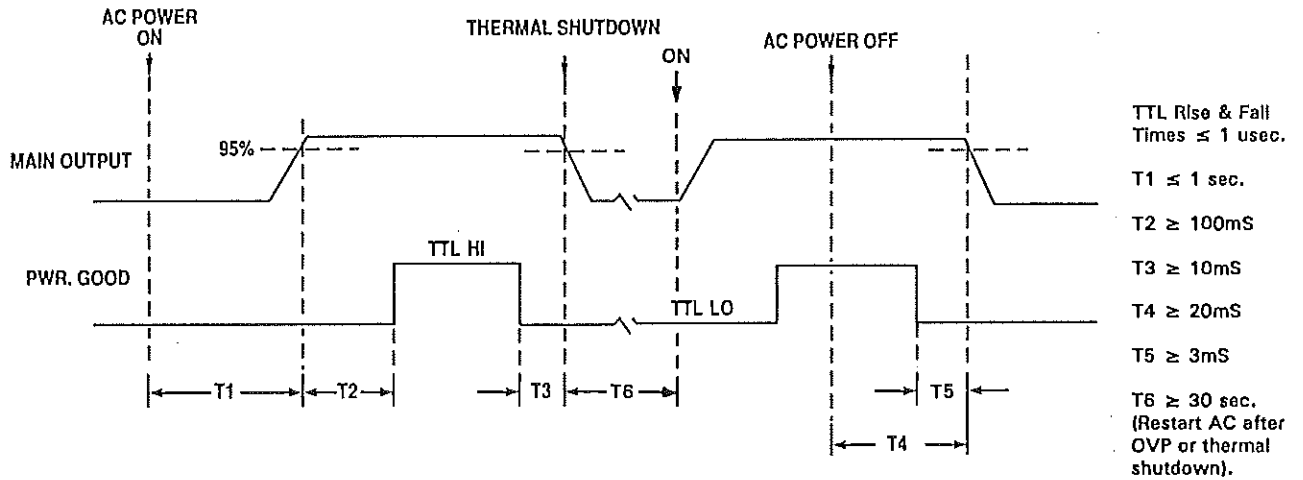 AC POWER
ON
THERMAL SHUTDOWN
ON
AC POWER OFF
MAIN OUTPUT
95%
PWR. GOOD
TTL HI
TTL LO
T1
T2
T3
T6
T5
T4
TTL Rise & Fall
Times ≤ 1 usec.
T1 ≤ 1 sec.
T2 ≥ 100mS
T3 ≥ 10mS
T4 ≥ 20mS
T5 ≥ 3mS
T6 ≥ 30 sec.
(Restart AC after
OVP or thermal
shutdown).